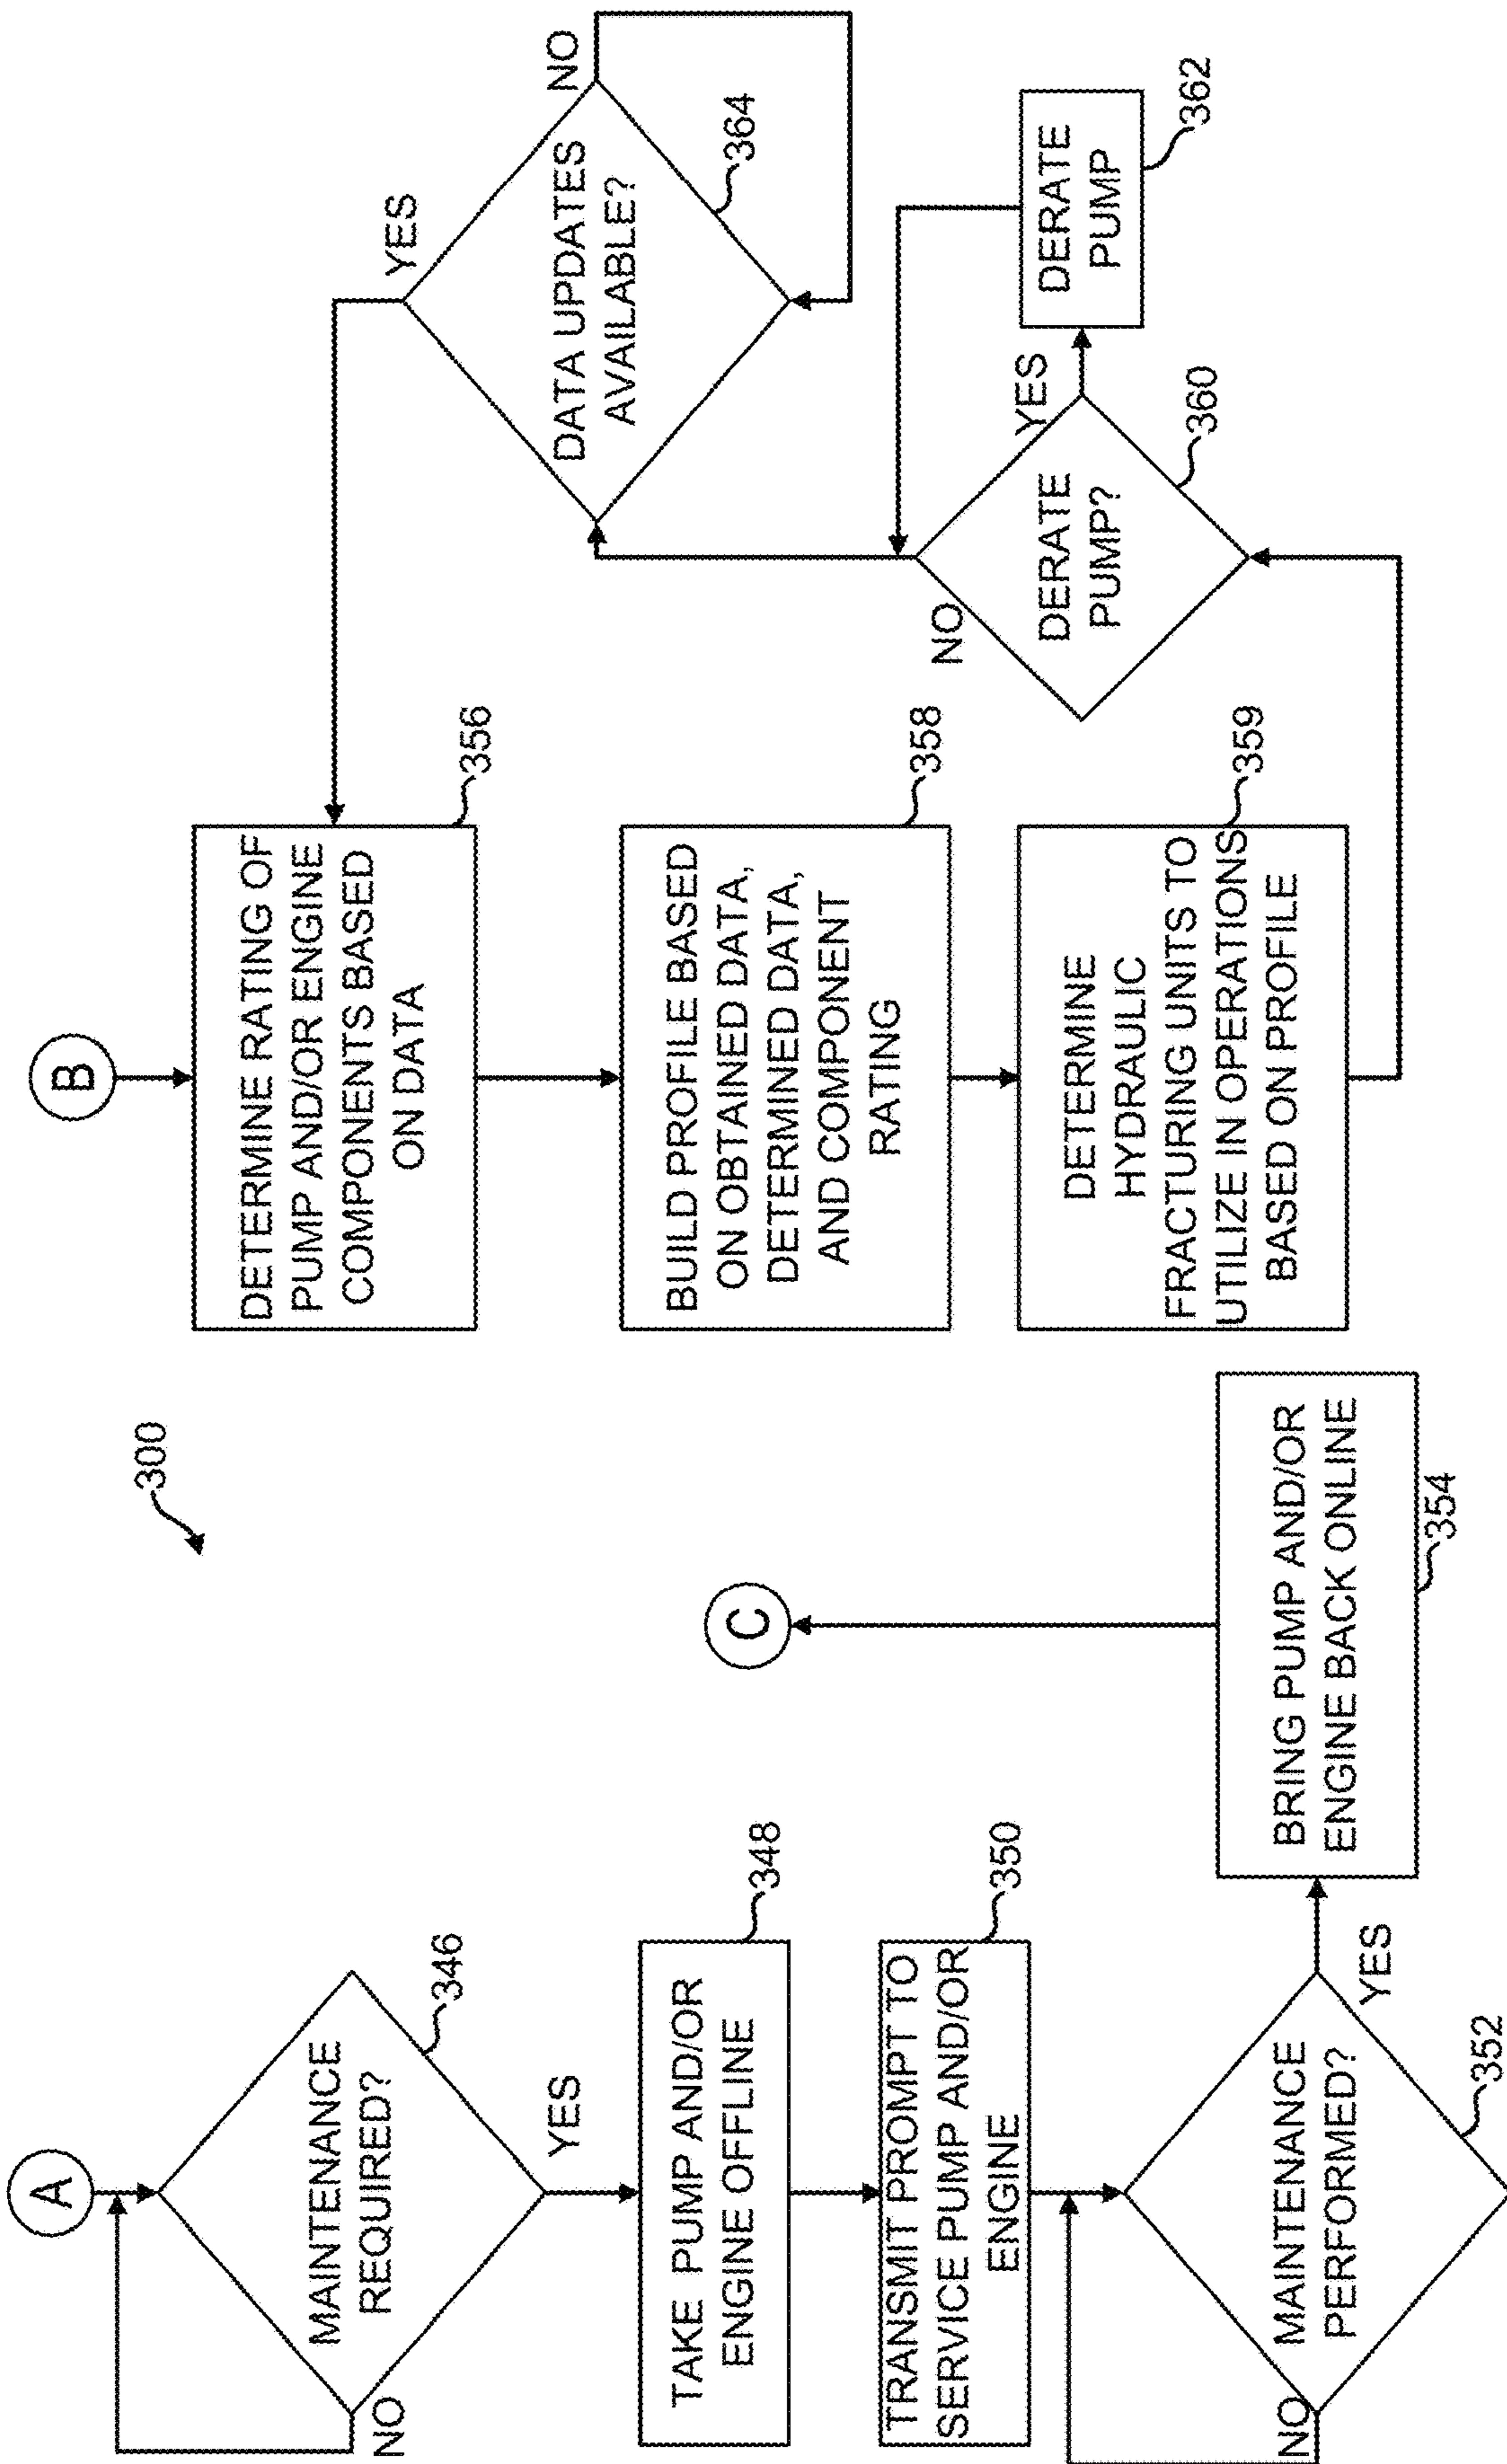 300
A
MAINTENANCE
REQUIRED?
346
NO
YES
TAKE PUMP AND/OR
ENGINE OFFLINE
348
TRANSMIT PROMPT TO
SERVICE PUMP AND/OR
ENGINE
350
MAINTENANCE
PERFORMED?
352
NO
YES
BRING PUMP AND/OR
ENGINE BACK ONLINE
354
C
B
DETERMINE RATING OF
PUMP AND/OR ENGINE
COMPONENTS BASED
ON DATA
356
BUILD PROFILE BASED
ON OBTAINED DATA,
DETERMINED DATA,
AND COMPONENT
RATING
358
DETERMINE
HYDRAULIC
FRACTURING UNITS TO
UTILIZE IN OPERATIONS
BASED ON PROFILE
359
DERATE
PUMP?
360
NO
YES
DERATE
PUMP
362
DATA UPDATES
AVAILABLE?
364
YES
NO